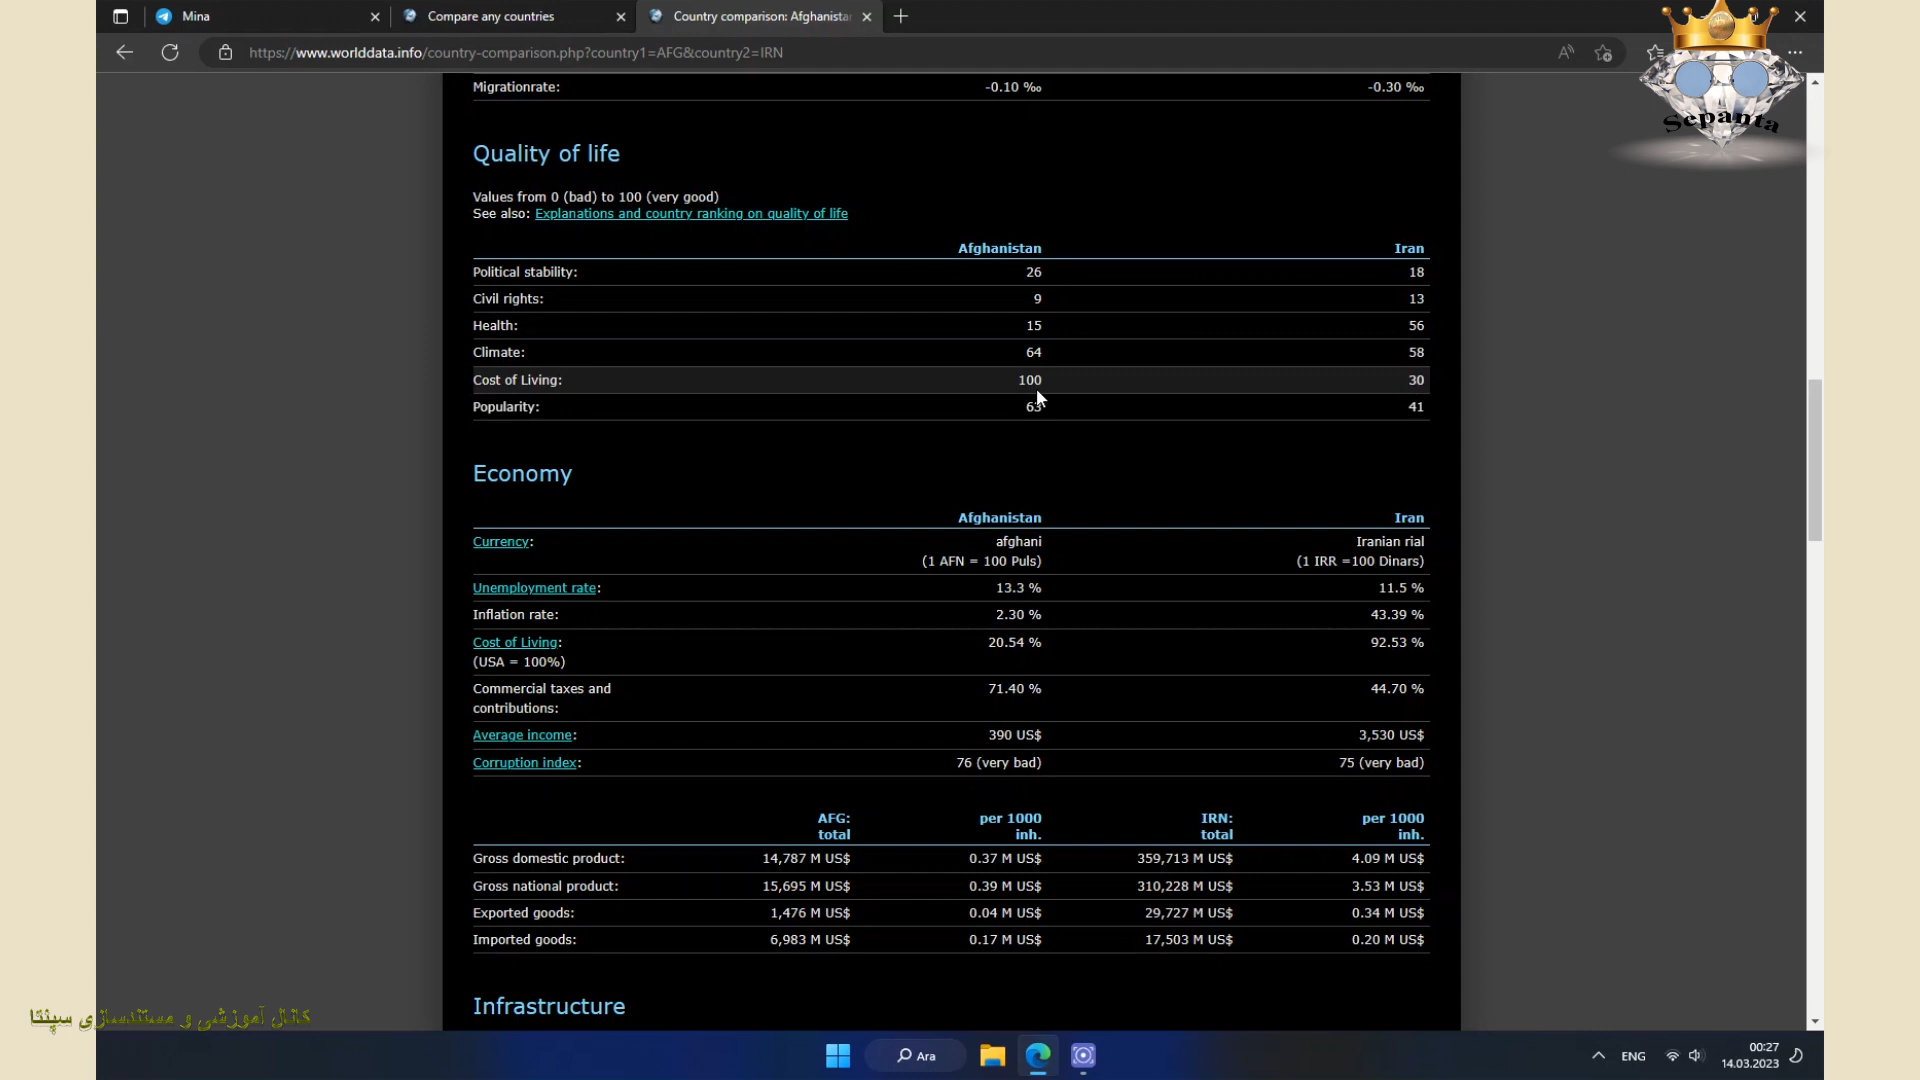 Mina
Compare any countries
Country comparison: Afghanista
https://www.worlddata.info/country-comparison.php?country1=AFG&country2=IRN
Sepanta
Migrationrate: -0.10 ‰ -0.30 ‰
Quality of life
Values from 0 (bad) to 100 (very good)
See also: Explanations and country ranking on quality of life
Afghanistan Iran
Political stability: 26 18
Civil rights: 9 13
Health: 15 56
Climate: 64 58
Cost of Living: 100 30
Popularity: 63 41
Economy
Afghanistan Iran
Currency: afghani Iranian rial
(1 AFN = 100 Puls) (1 IRR =100 Dinars)
Unemployment rate: 13.3 % 11.5 %
Inflation rate: 2.30 % 43.39 %
Cost of Living: 20.54 % 92.53 %
(USA = 100%)
Commercial taxes and 71.40 % 44.70 %
contributions:
Average income: 390 US$ 3,530 US$
Corruption index: 76 (very bad) 75 (very bad)
AFG: per 1000 IRN: per 1000
total inh. total inh.
Gross domestic product: 14,787 M US$ 0.37 M US$ 359,713 M US$ 4.09 M US$
Gross national product: 15,695 M US$ 0.39 M US$ 310,228 M US$ 3.53 M US$
Exported goods: 1,476 M US$ 0.04 M US$ 29,727 M US$ 0.34 M US$
Imported goods: 6,983 M US$ 0.17 M US$ 17,503 M US$ 0.20 M US$
Infrastructure
کانال آموزشی و مستندسازی سپنتا
Ara
ENG
00:27
14.03.2023